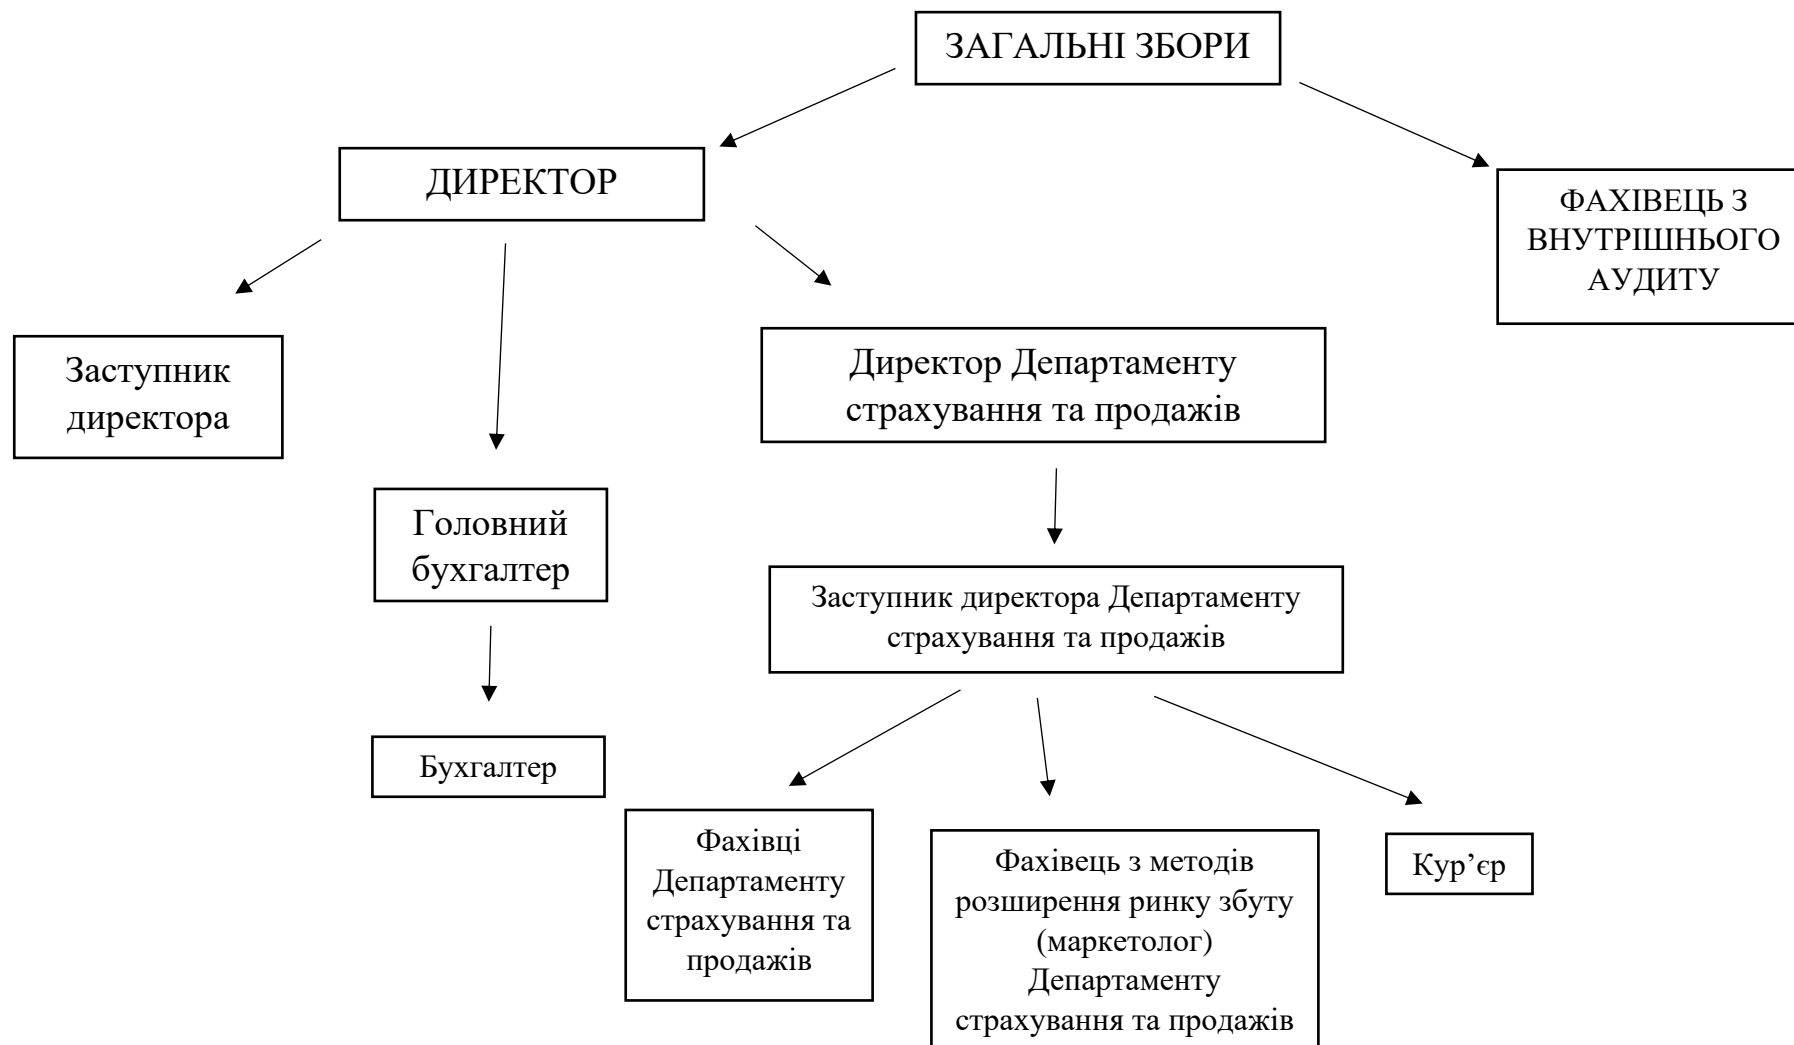 ЗАГАЛЬНІ ЗБОРИ
ДИРЕКТОР
ФАХІВЕЦЬ З
ВНУТРІШНЬОГО
АУДИТУ
Заступник
директора
Директор Департаменту
страхування та продажів
Головний
бухгалтер
Заступник директора Департаменту
страхування та продажів
Бухгалтер
Фахівці
Департаменту
страхування та
продажів
Фахівець з методів
розширення ринку збуту
(маркетолог)
Департаменту
страхування та продажів
Кур’єр